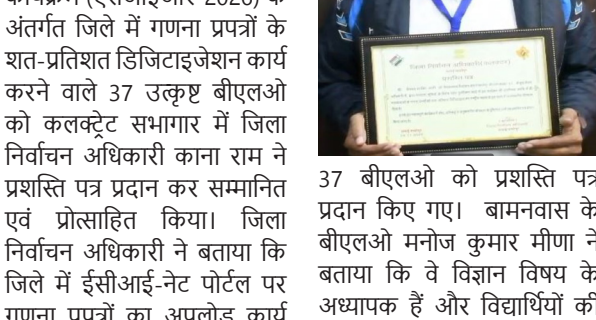 कार्यक्रम (एसआईआर-2026) के
अंतर्गत जिले में गणना प्रपत्रों के
शत-प्रतिशत डिजिटाइजेशन कार्य
करने वाले 37 उत्कृष्ट बीएलओ
को कलक्ट्रेट सभागार में जिला
निर्वाचन अधिकारी काना राम ने
प्रशस्ति पत्र प्रदान कर सम्मानित
एवं प्रोत्साहित किया। जिला
निर्वाचन अधिकारी ने बताया कि
जिले में ईसीआई-नेट पोर्टल पर
गणना प्रपत्रों का अपलोड कार्य
37 बीएलओ को प्रशस्ति पत्र
प्रदान किए गए। बामनवास के
बीएलओ मनोज कुमार मीणा ने
बताया कि वे विज्ञान विषय के
अध्यापक हैं और विद्यार्थियों की